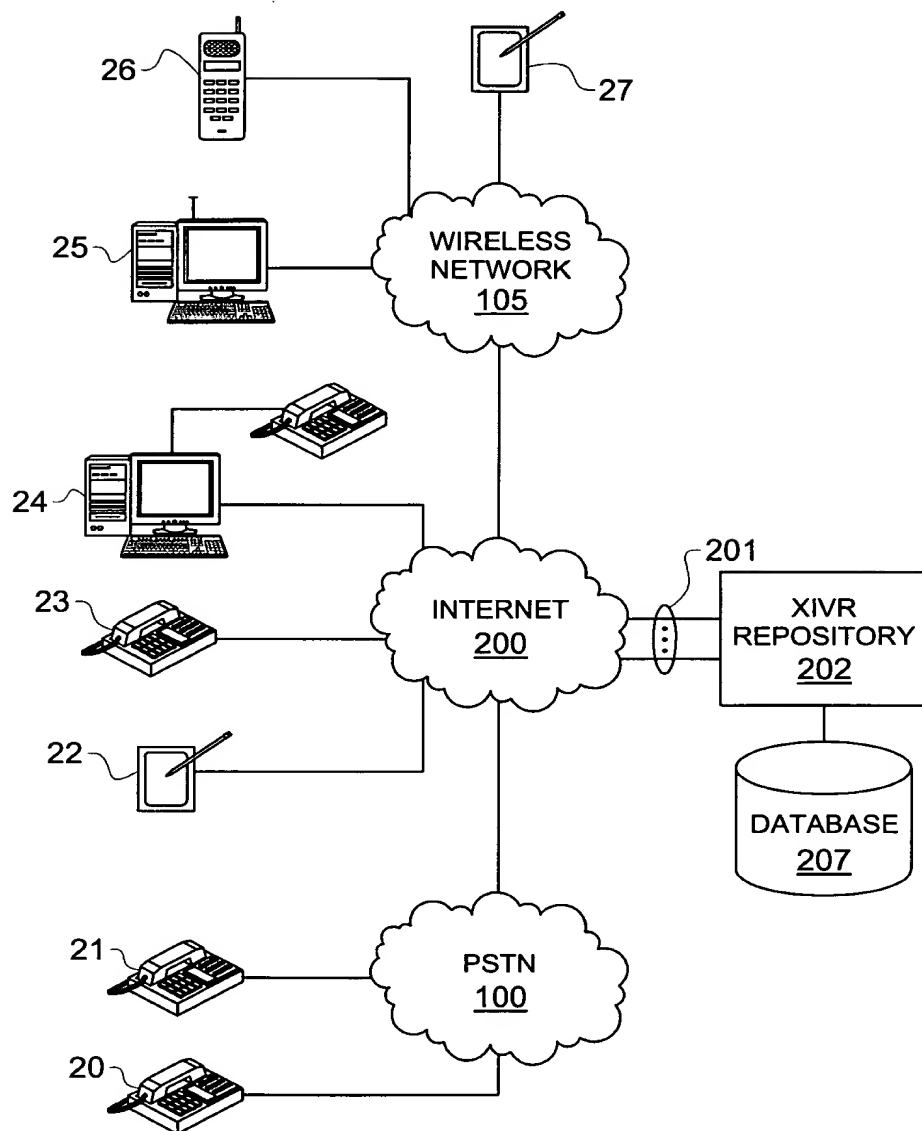 26
27
25
WIRELESS
NETWORK
105
24
201
23
INTERNET
200
XIVR
REPOSITORY
202
22
DATABASE
207
21
PSTN
100
20